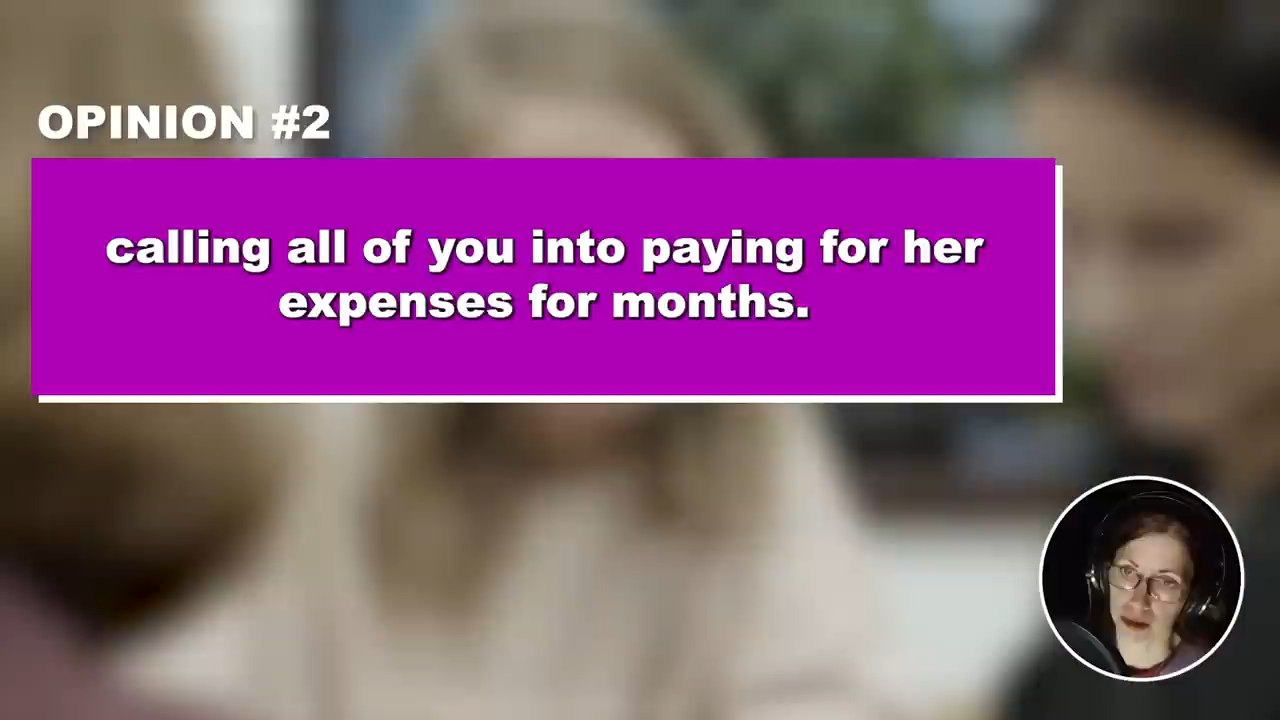 OPINION #2
calling all of you into paying for her
expenses for months.